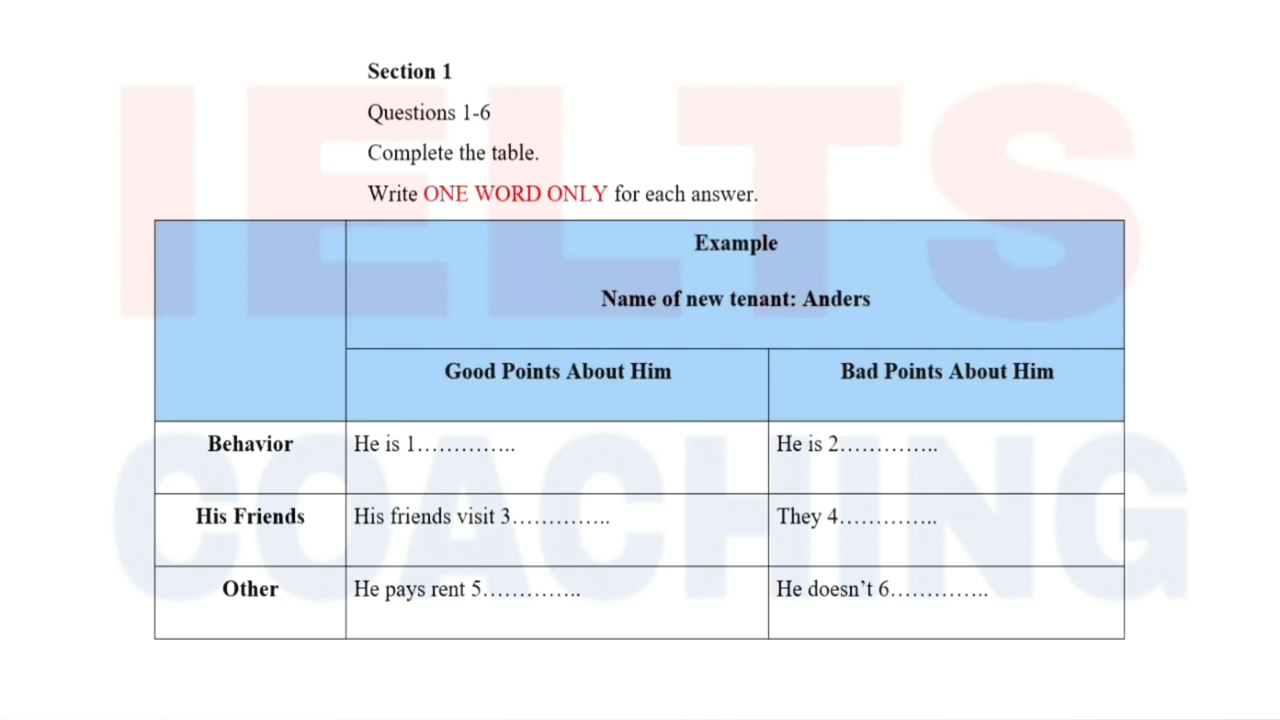 Section 1
Questions 1-6
Complete the table.
Write ONE WORD ONLY for each answer.
Example
Name of new tenant: Anders
Good Points About Him
Bad Points About Him
Behavior
He is 1…………..
He is 2…………..
His Friends
His friends visit 3…………..
They 4…………..
Other
He pays rent 5…………..
He doesn’t 6…………..
IELTS
COACHING